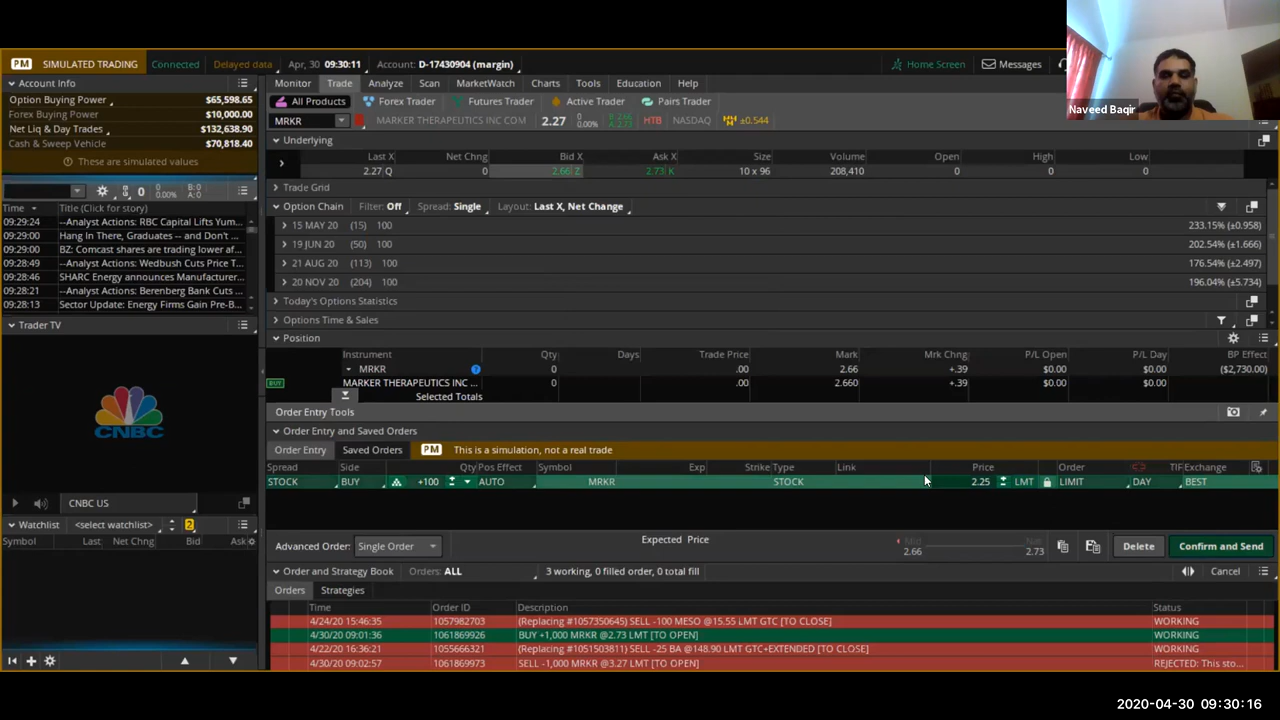 PM SIMULATED TRADING Connected Delayed data Apr, 30 09:30:11 Account: D-17430904 (margin) Home Screen Messages
Naveed Baqir
Account Info
Option Buying Power $65,598.65
Forex Buying Power $10,000.00
Net Liq & Day Trades $132,638.90
Cash & Sweep Vehicle $70,818.40
These are simulated values
0 0.00% B: 0 A: 0
Time Title (Click for story)
09:29:24 --Analyst Actions: RBC Capital Lifts Yum...
09:29:00 Hang In There, Graduates -- and Don't ...
09:29:00 BZ: Comcast shares are trading lower af...
09:28:49 --Analyst Actions: Wedbush Cuts Price T...
09:28:46 SHARC Energy announces Manufacturer...
09:28:21 --Analyst Actions: Berenberg Bank Cuts ...
09:28:13 Sector Update: Energy Firms Gain Pre-B...
Trader TV
CNBC
CNBC US
Watchlist <select watchlist> 2
Symbol Last Net Chng Bid Ask
Monitor Trade Analyze Scan MarketWatch Charts Tools Education Help
All Products Forex Trader Futures Trader Active Trader Pairs Trader
MRKR MARKER THERAPEUTICS INC COM 2.27 0 0.00% B: 2.66 A: 2.73 HTB NASDAQ ±0.544
Underlying
Last X Net Chng Bid X Ask X Size Volume Open High Low
2.27 Q 0 2.66 Z 2.73 K 10 x 96 208,410 0 0 0
Trade Grid
Option Chain Filter: Off Spread: Single Layout: Last X, Net Change
15 MAY 20 (15) 100 233.15% (±0.958)
19 JUN 20 (50) 100 202.54% (±1.666)
21 AUG 20 (113) 100 176.54% (±2.497)
20 NOV 20 (204) 100 196.04% (±5.734)
Today's Options Statistics
Options Time & Sales
Position
Instrument Qty Days Trade Price Mark Mrk Chng P/L Open P/L Day BP Effect
MRKR 0 .00 2.66 +.39 $0.00 $0.00 ($2,730.00)
BUY MARKER THERAPEUTICS INC ... 0 .00 2.660 +.39 $0.00 $0.00 $0.00
Selected Totals
Order Entry Tools
Order Entry and Saved Orders
Order Entry Saved Orders PM This is a simulation, not a real trade
Spread Side Qty Pos Effect Symbol Exp Strike Type Link Price Order TIF Exchange
STOCK BUY +100 AUTO MRKR STOCK 2.25 LMT LIMIT DAY BEST
Advanced Order: Single Order Expected Price Mid 2.66 Nat 2.73 Delete Confirm and Send
Order and Strategy Book Orders: ALL 3 working, 0 filled order, 0 total fill Cancel
Orders Strategies
Time Order ID Description Status
4/24/20 15:46:35 1057982703 (Replacing #1057350645) SELL -100 MESO @15.55 LMT GTC [TO CLOSE] WORKING
4/30/20 09:01:36 1061869926 BUY +1,000 MRKR @2.73 LMT [TO OPEN] WORKING
4/22/20 16:36:21 1055666321 (Replacing #1051503811) SELL -25 BA @148.90 LMT GTC+EXTENDED [TO CLOSE] WORKING
4/30/20 09:02:57 1061869973 SELL -1,000 MRKR @3.27 LMT [TO OPEN] REJECTED: This sto...
2020-04-30 09:30:16